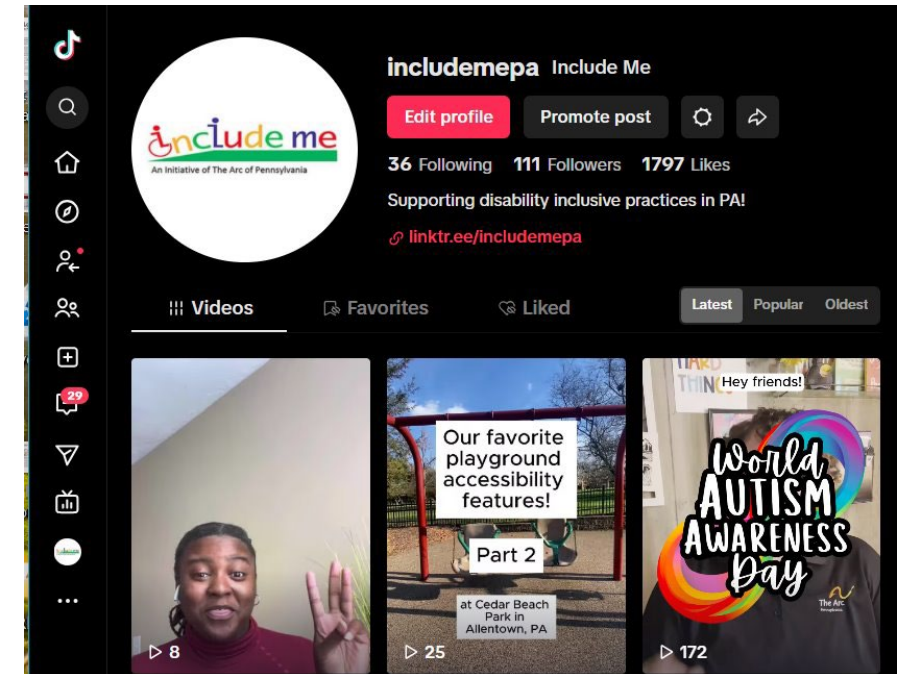 includemepa Include Me
Edit profile
Promote post
36 Following 111 Followers 1797 Likes
Supporting disability inclusive practices in PA!
linktr.ee/includemepa
include me
An Initiative of The Arc of Pennsylvania
29
Videos
Favorites
Liked
Latest
Popular
Oldest
8
Our favorite
playground
accessibility
features!
Part 2
at Cedar Beach
Park in
Allentown, PA
25
HARD
THINGS
Hey friends!
World
AUTISM
AWARENESS
Day
The Arc
Pennsylvania
172